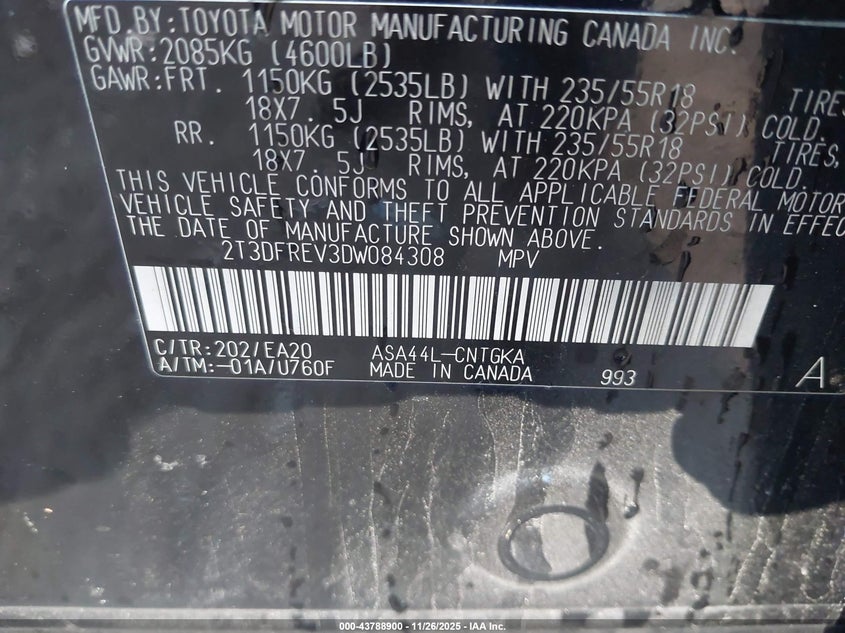 MFD.BY:TOYOTA MOTOR MANUFACTURING CANADA INC.
GVWR:2085KG (4600LB)
GAWR:FRT. 1150KG (2535LB) WITH 235/55R18 TIRES
18X7. 5J RIMS, AT 220KPA (32PSI) COLD.
RR. 1150KG (2535LB) WITH 235/55R18 TIRES,
18X7. 5J RIMS, AT 220KPA (32PSI) COLD.
THIS VEHICLE CONFORMS TO ALL APPLICABLE FEDERAL MOTOR
VEHICLE SAFETY AND THEFT PREVENTION STANDARDS IN EFFEC
THE DATE OF MANUFACTURE SHOWN ABOVE.
2T3DFREV3DW084308 MPV
C/TR:202/EA20 ASA44L-CNTGKA
A/TM:-01A/U760F MADE IN CANADA 993 A
000-43788900 - 11/26/2025 - IAA Inc.